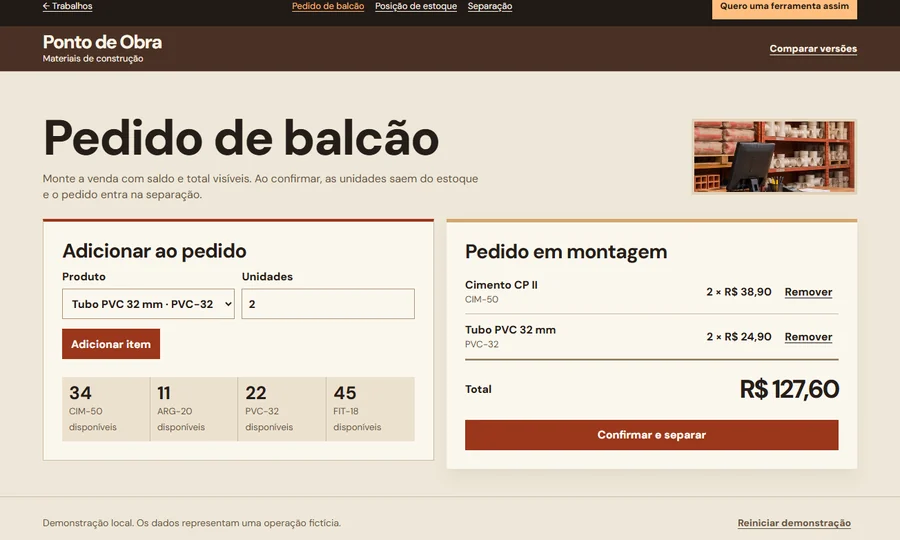 ← Trabalhos
Pedido de balcão
Posição de estoque
Separação
Quero uma ferramenta assim
Ponto de Obra
Materiais de construção
Comparar versões
Pedido de balcão
Monte a venda com saldo e total visíveis. Ao confirmar, as unidades saem do estoque
e o pedido entra na separação.
Adicionar ao pedido
Produto
Unidades
Tubo PVC 32 mm · PVC-32
2
Adicionar item
34
CIM-50
disponíveis
11
ARG-20
disponíveis
22
PVC-32
disponíveis
45
FIT-18
disponíveis
Pedido em montagem
Cimento CP II
CIM-50
2 × R$ 38,90
Remover
Tubo PVC 32 mm
PVC-32
2 × R$ 24,90
Remover
Total
R$ 127,60
Confirmar e separar
Demonstração local. Os dados representam uma operação fictícia.
Reiniciar demonstração